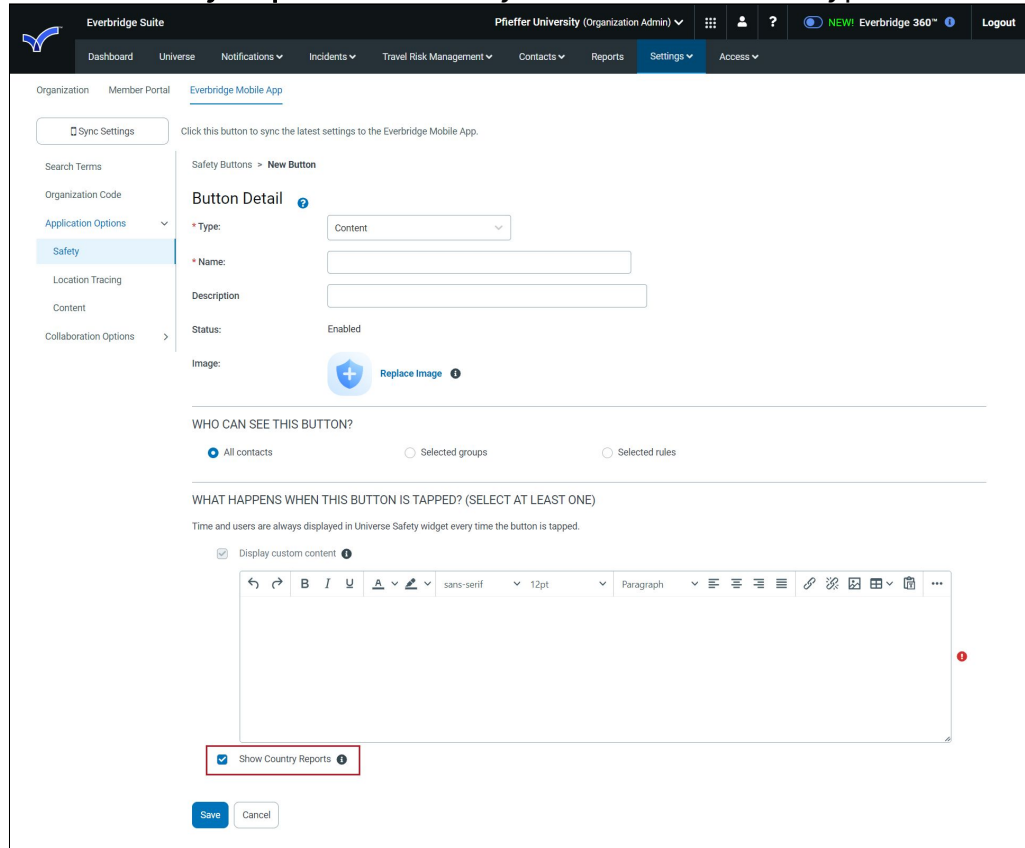 Everbridge Suite
Pfieffer University (Organization Admin)
?
NEW! Everbridge 360™
Logout
Dashboard Universe Notifications Incidents Travel Risk Management Contacts Reports Settings Access
Organization Member Portal Everbridge Mobile App
Sync Settings
Click this button to sync the latest settings to the Everbridge Mobile App.
Search Terms
Organization Code
Application Options
Safety
Location Tracing
Content
Collaboration Options
Safety Buttons > New Button
Button Detail ?
* Type: Content
* Name:
Description
Status: Enabled
Image: Replace Image
WHO CAN SEE THIS BUTTON?
All contacts Selected groups Selected rules
WHAT HAPPENS WHEN THIS BUTTON IS TAPPED? (SELECT AT LEAST ONE)
Time and users are always displayed in Universe Safety widget every time the button is tapped.
Display custom content
B I U A sans-serif 12pt Paragraph
Show Country Reports
Save Cancel